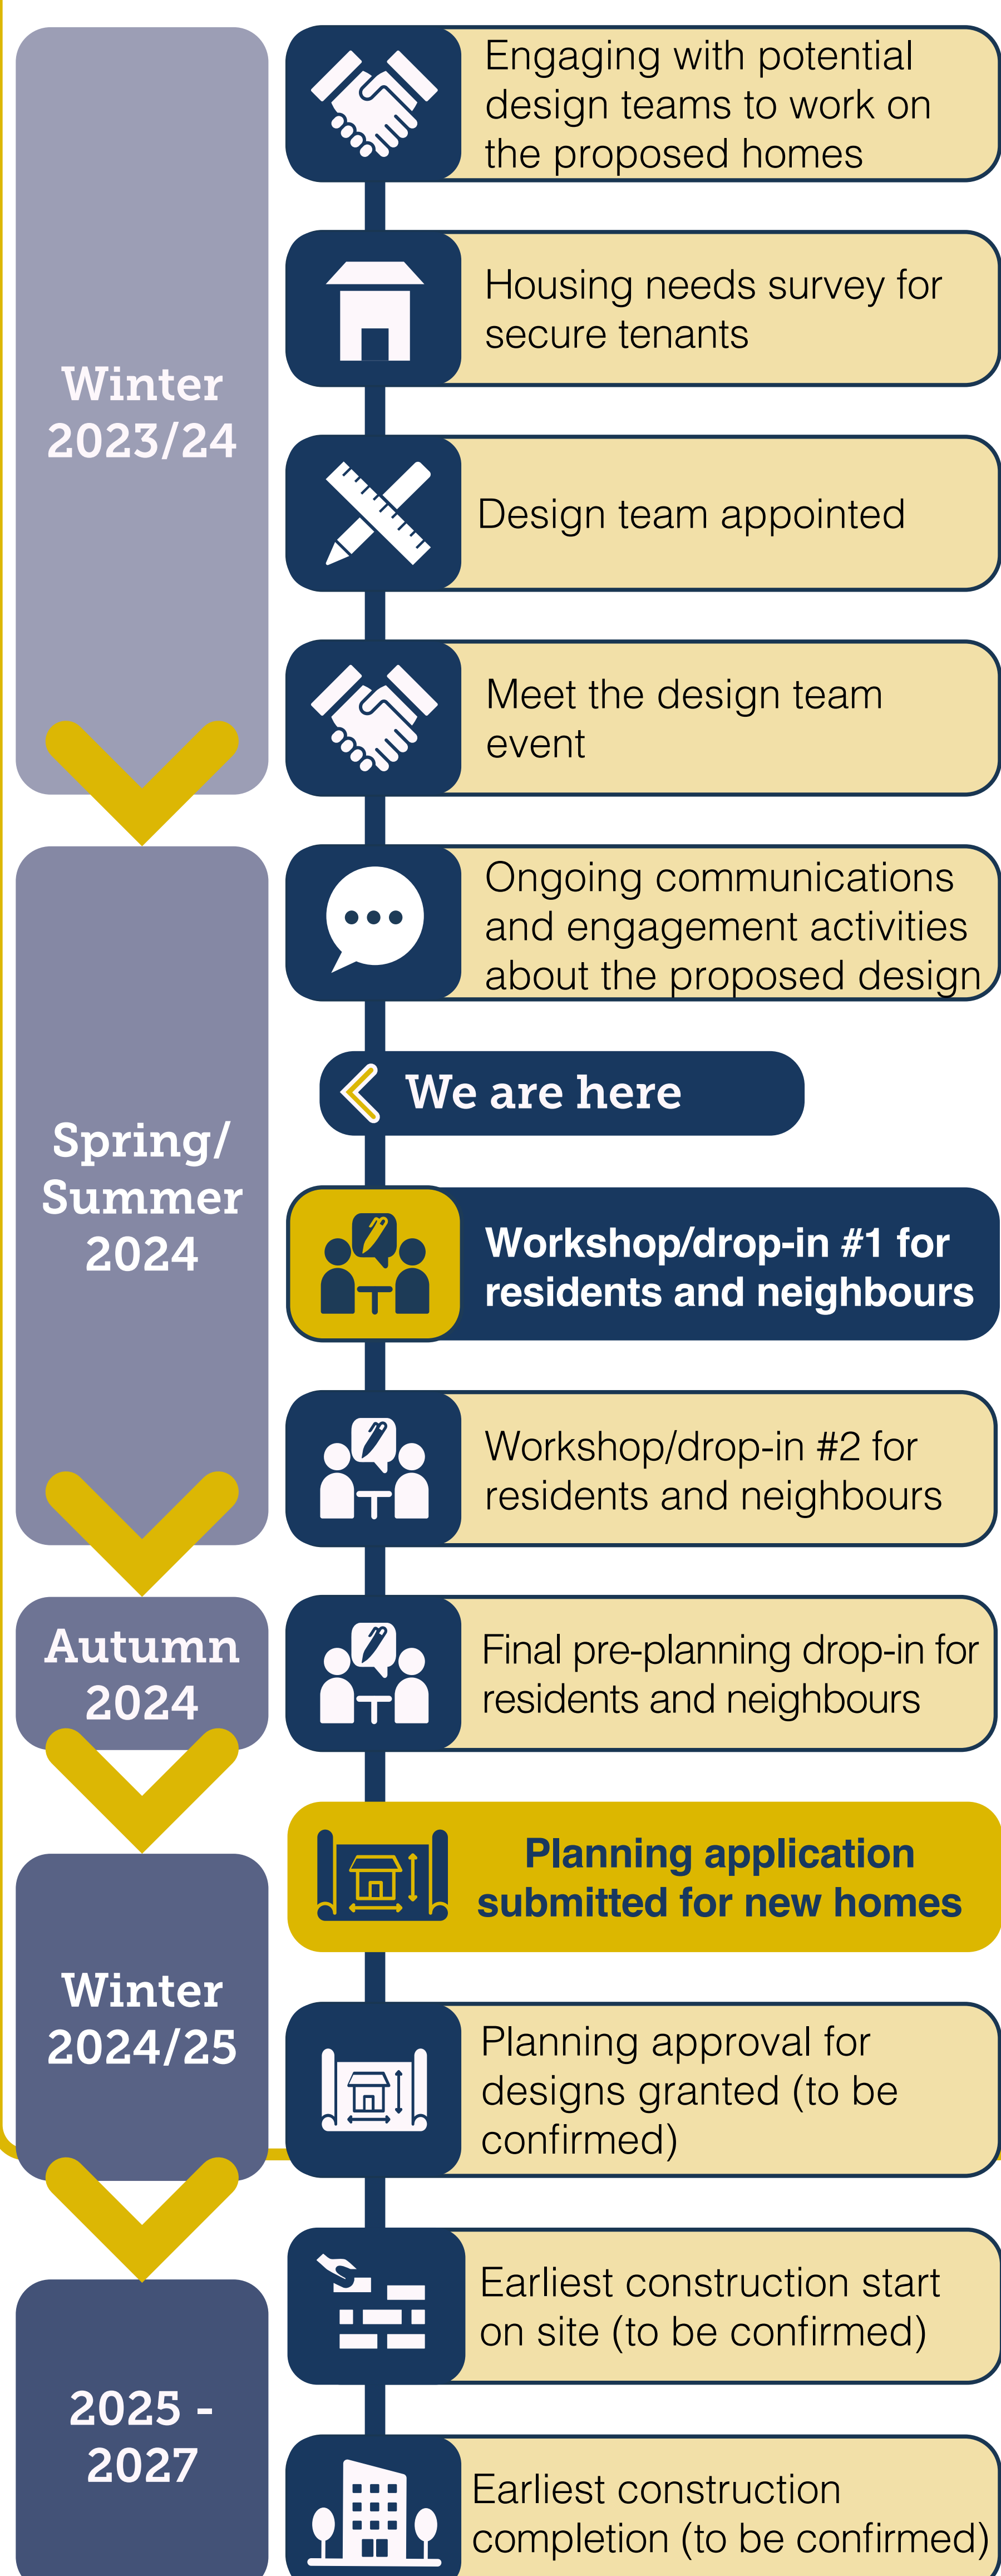 Winter
2023/24
Engaging with potential
design teams to work on
the proposed homes
Housing needs survey for
secure tenants
Design team appointed
Meet the design team
event
Spring/
Summer
2024
Ongoing communications
and engagement activities
about the proposed design
We are here
Workshop/drop-in #1 for
residents and neighbours
Workshop/drop-in #2 for
residents and neighbours
Autumn
2024
Final pre-planning drop-in for
residents and neighbours
Winter
2024/25
Planning application
submitted for new homes
Planning approval for
designs granted (to be
confirmed)
2025 -
2027
Earliest construction start
on site (to be confirmed)
Earliest construction
completion (to be confirmed)